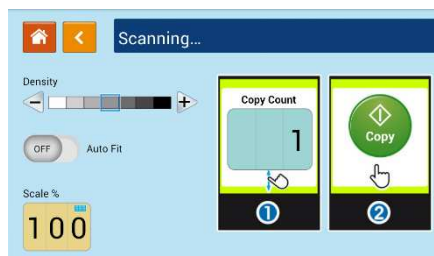 Scanning...
Density
Copy Count
1
Copy
OFF
Auto Fit
Scale %
100
1
2